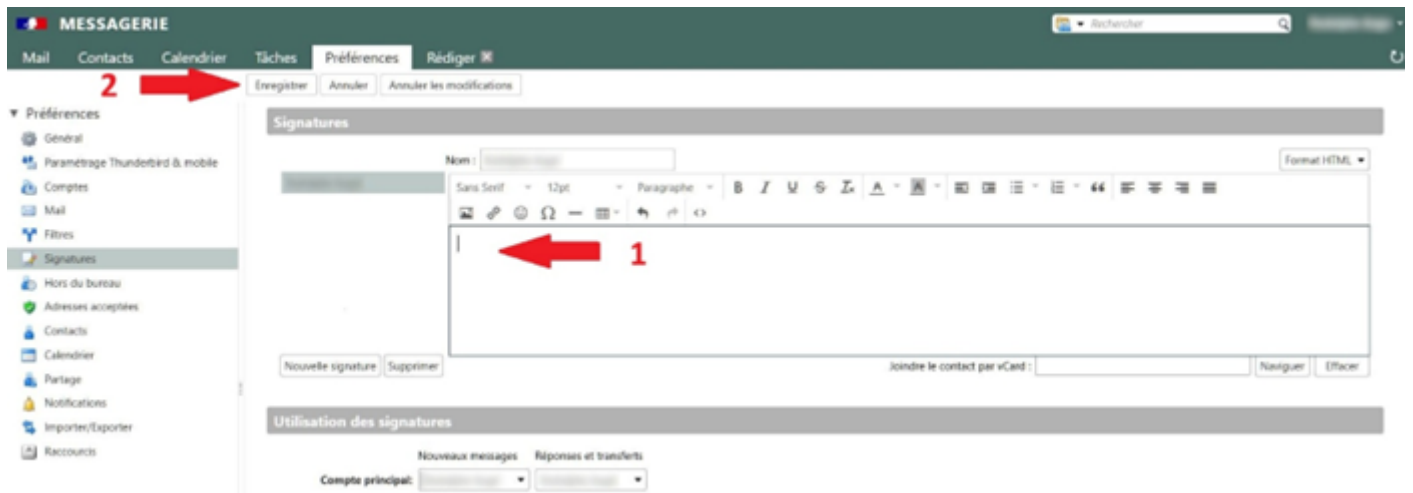 MESSAGERIE
Rechercher
Mail Contacts Calendrier Tâches Préférences Rédiger
2
Enregistrer Annuler Annuler les modifications
Préférences
Général
Paramétrage Thunderbird & mobile
Comptes
Mail
Filtres
Signatures
Hors du bureau
Adresses acceptées
Contacts
Calendrier
Partage
Notifications
Importer/Exporter
Raccourcis
Signatures
Nom :
Format HTML
Sans Serif 12pt Paragraphe
1
Nouvelle signature Supprimer
Joindre le contact par vCard :
Naviguer Effacer
Utilisation des signatures
Nouveaux messages Réponses et transferts
Compte principal: